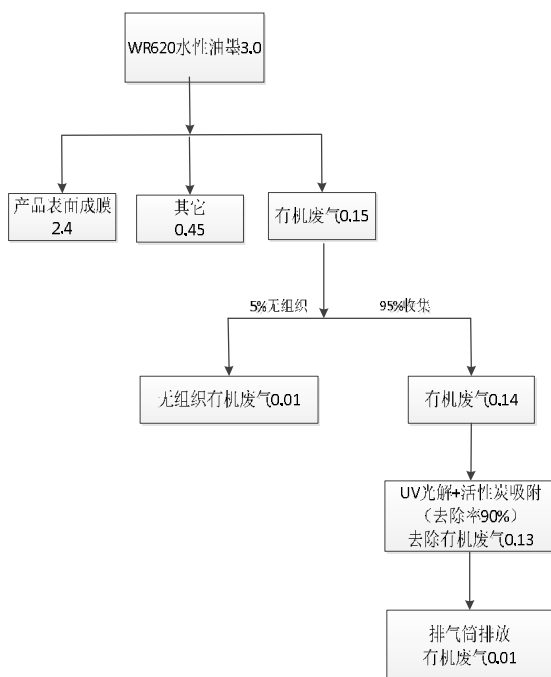 WR620水性油墨3.0
产品表面成膜
2.4
其它
0.45
有机废气0.15
5%无组织
95%收集
无组织有机废气0.01
有机废气0.14
UV光解+活性炭吸附
（去除率90%）
去除有机废气0.13
排气筒排放
有机废气0.01